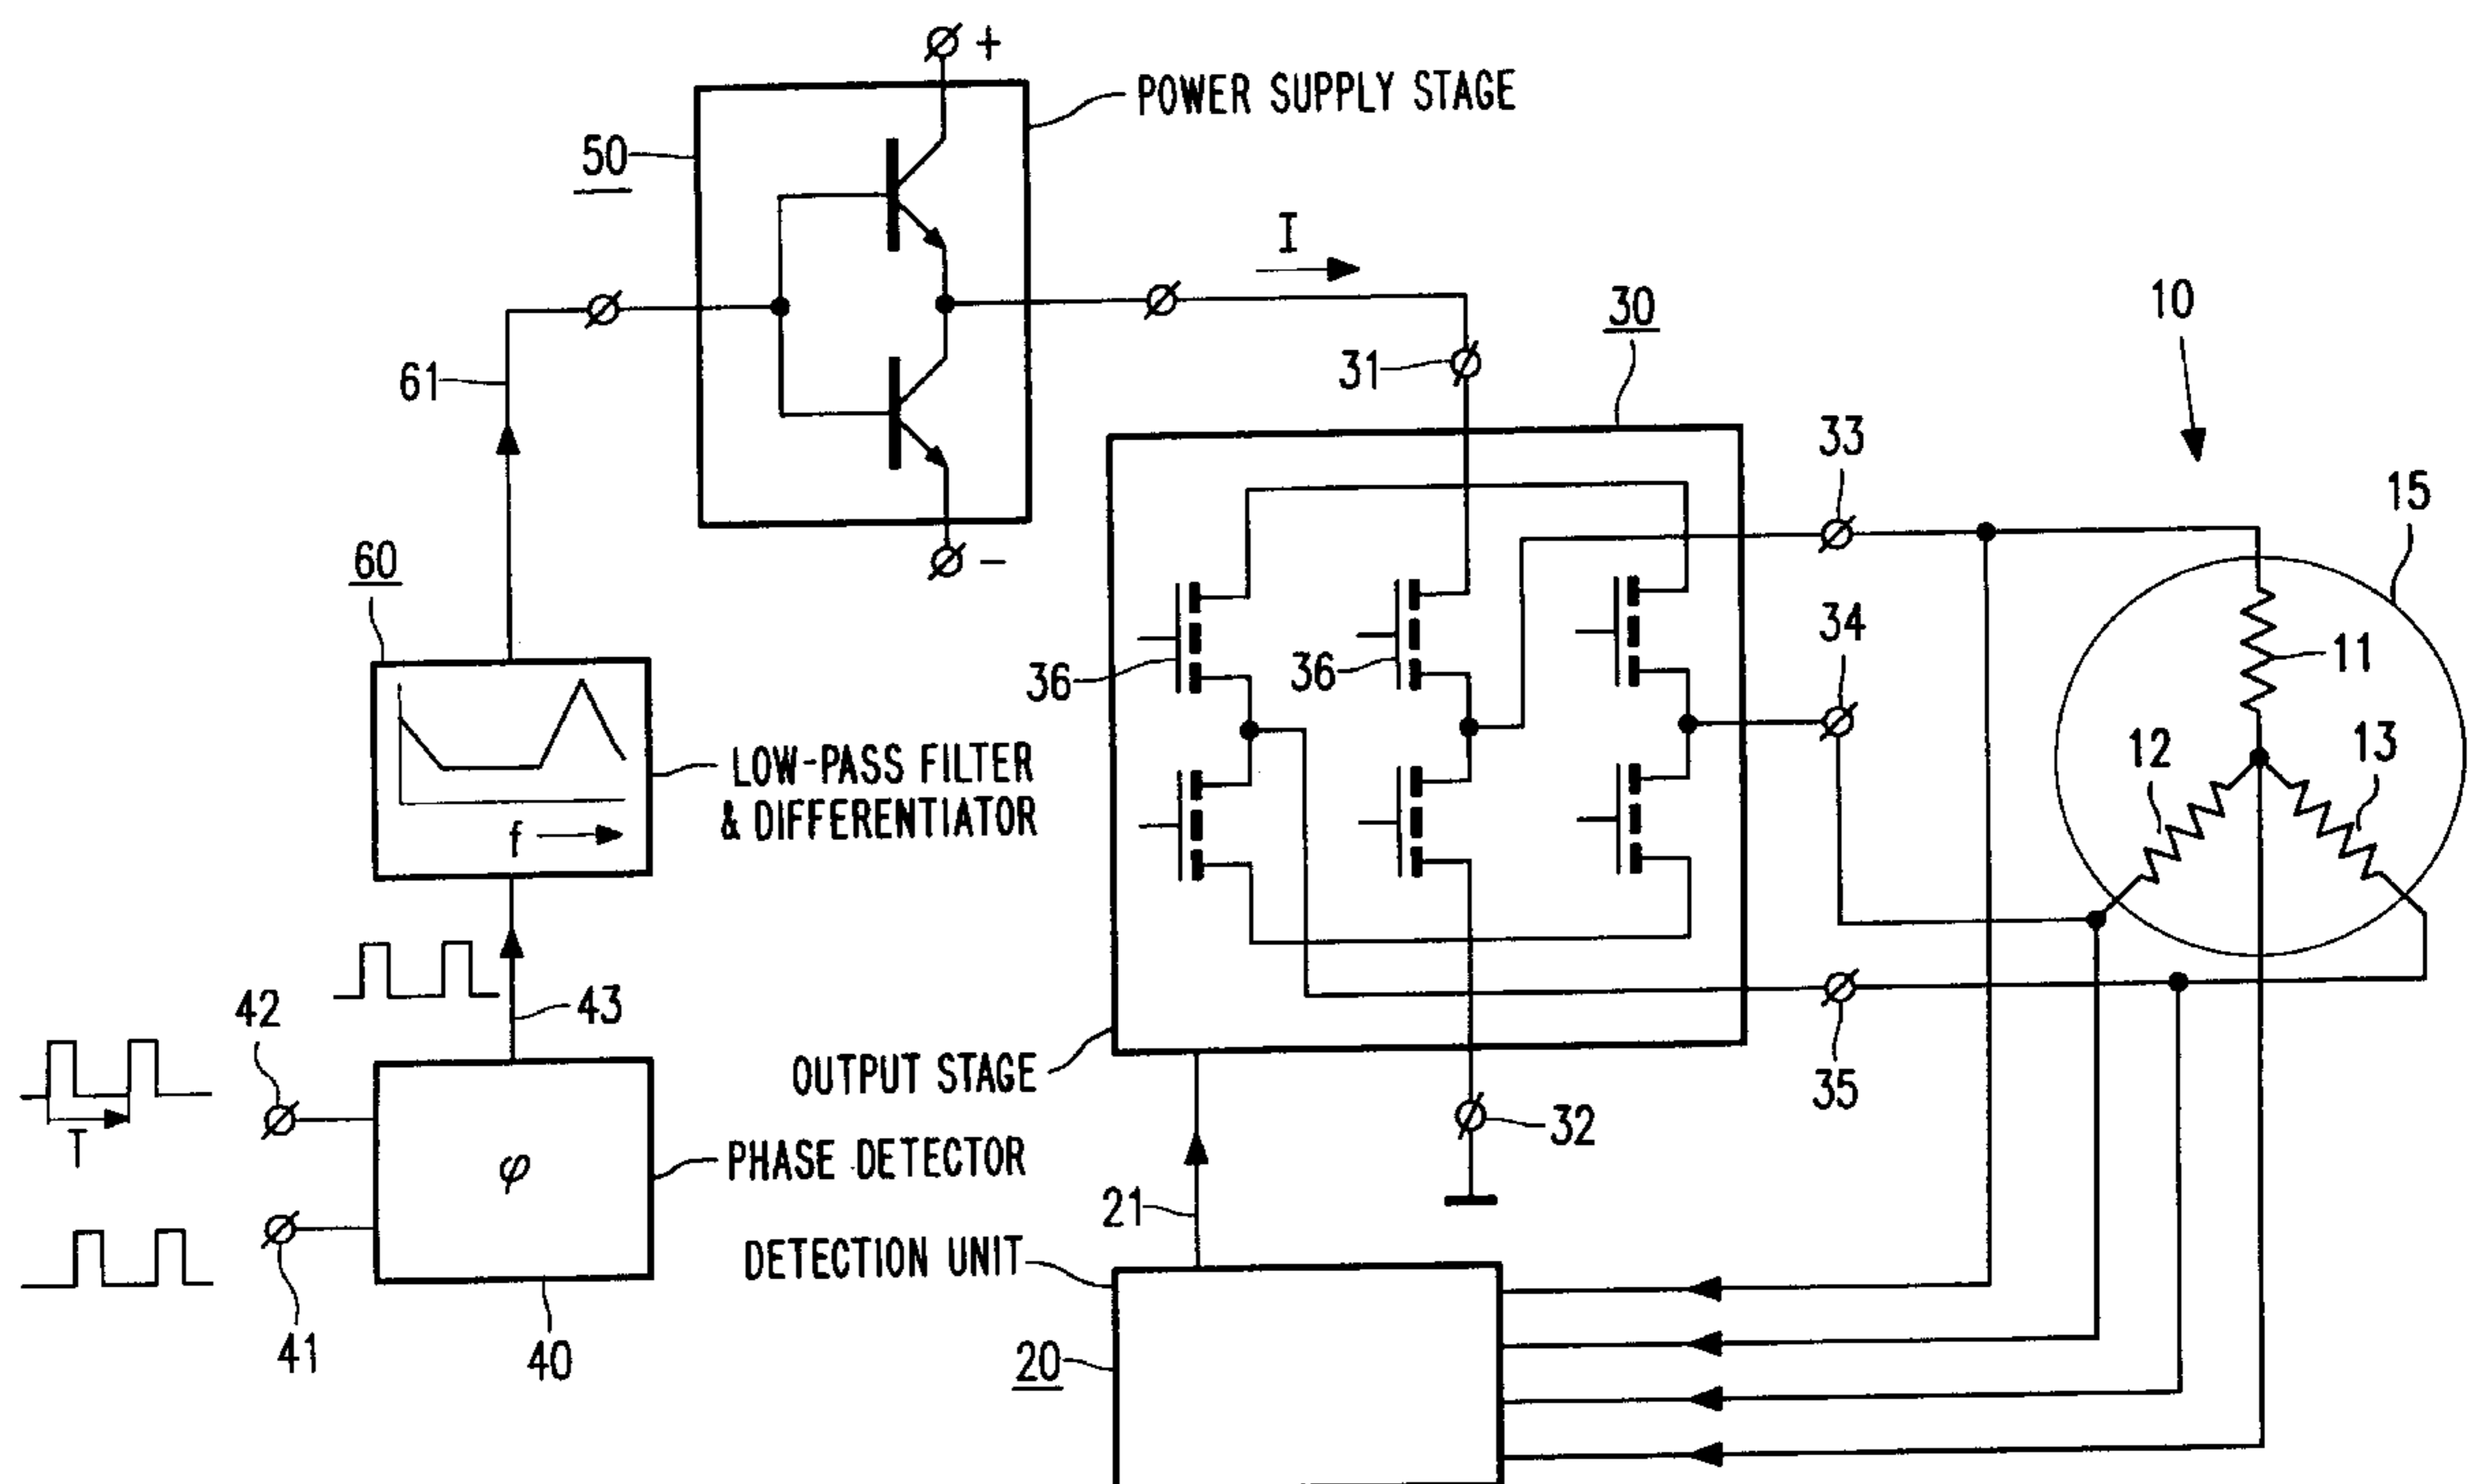 +
POWER SUPPLY STAGE
50
I
10
30
31
61
33
15
60
34
36
36
11
12
13
LOW-PASS FILTER
& DIFFERENTIATOR
f
42
43
OUTPUT STAGE
35
T
φ
PHASE DETECTOR
32
21
DETECTION UNIT
41
40
20
−